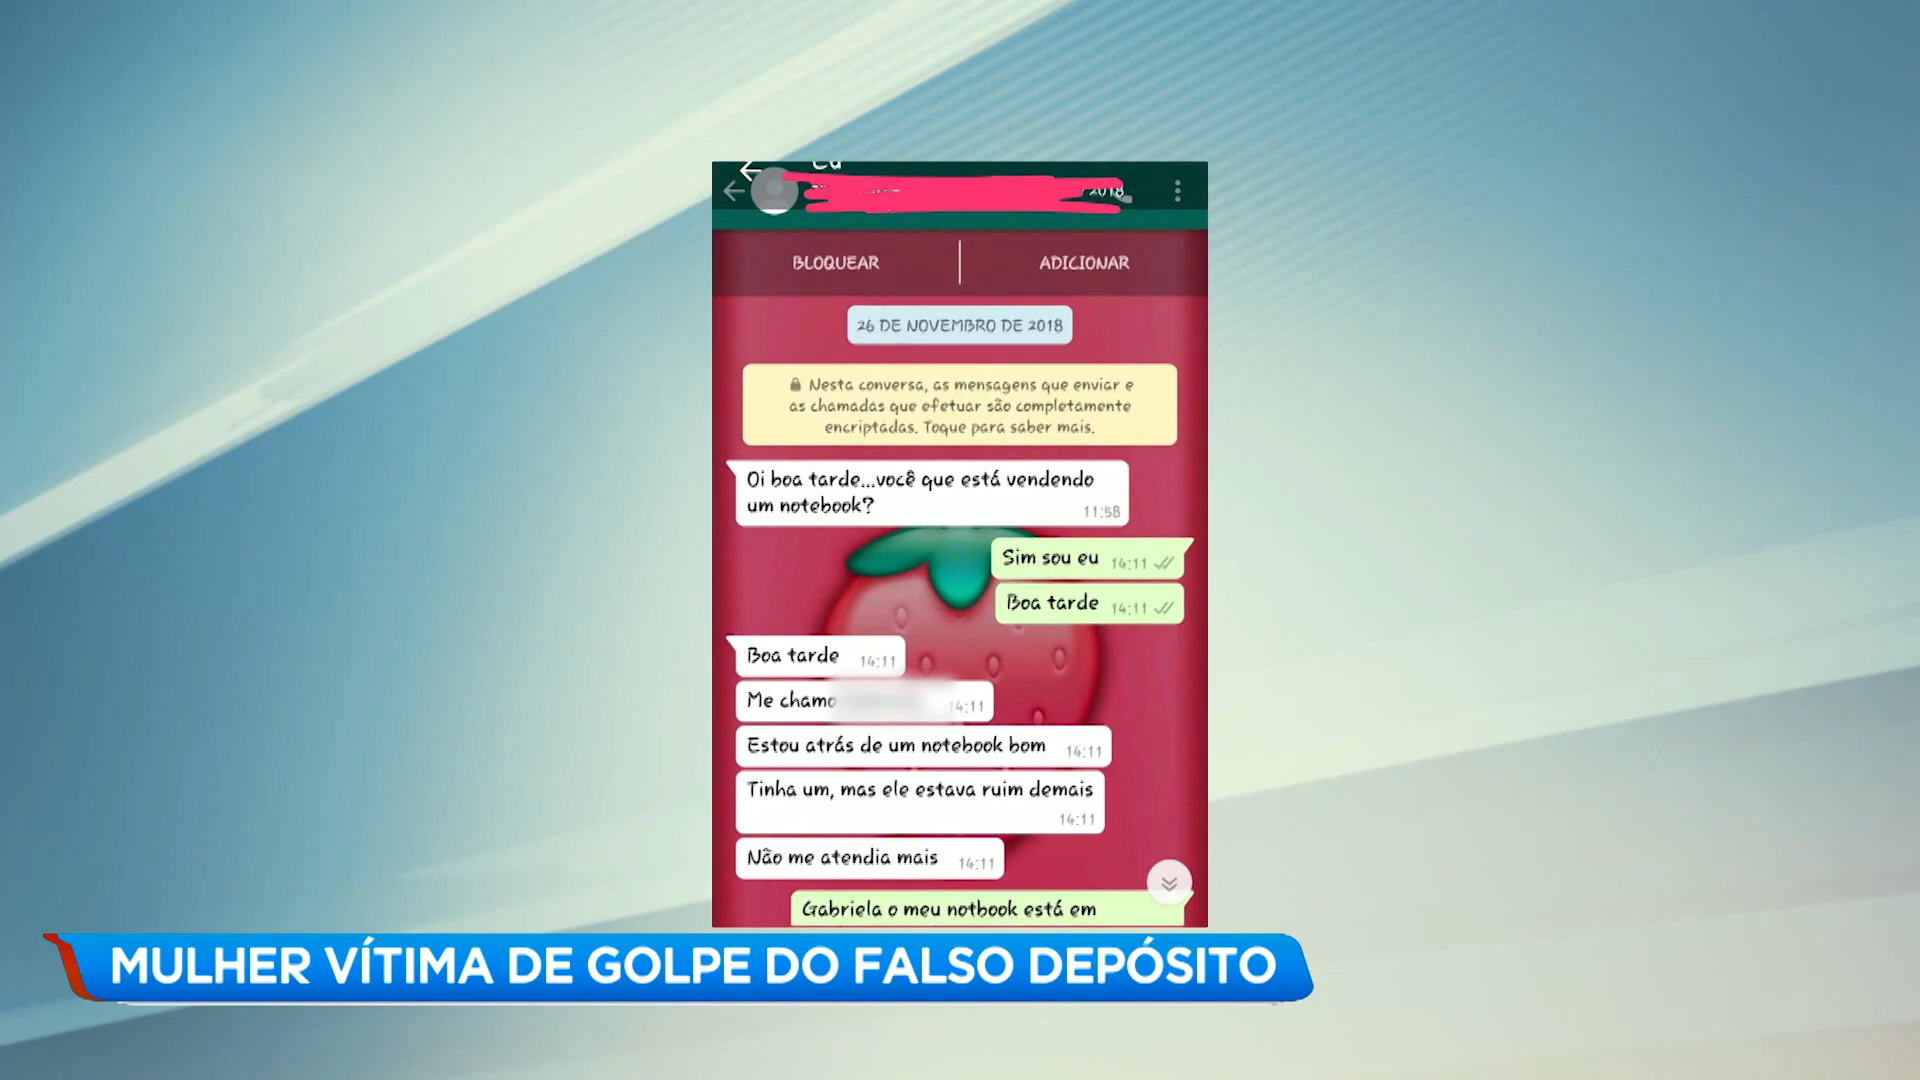 2018
BLOQUEAR
ADICIONAR
26 DE NOVEMBRO DE 2018
Nesta conversa, as mensagens que enviar e
as chamadas que efetuar são completamente
encriptadas. Toque para saber mais.
Oi boa tarde...você que está vendendo
um notebook?
11:58
Sim sou eu 14:11
Boa tarde 14:11
Boa tarde 14:11
Me chamo 14:11
Estou atrás de um notebook bom 14:11
Tinha um, mas ele estava ruim demais
14:11
Não me atendia mais 14:11
Gabriela o meu notbook está em
MULHER VÍTIMA DE GOLPE DO FALSO DEPÓSITO